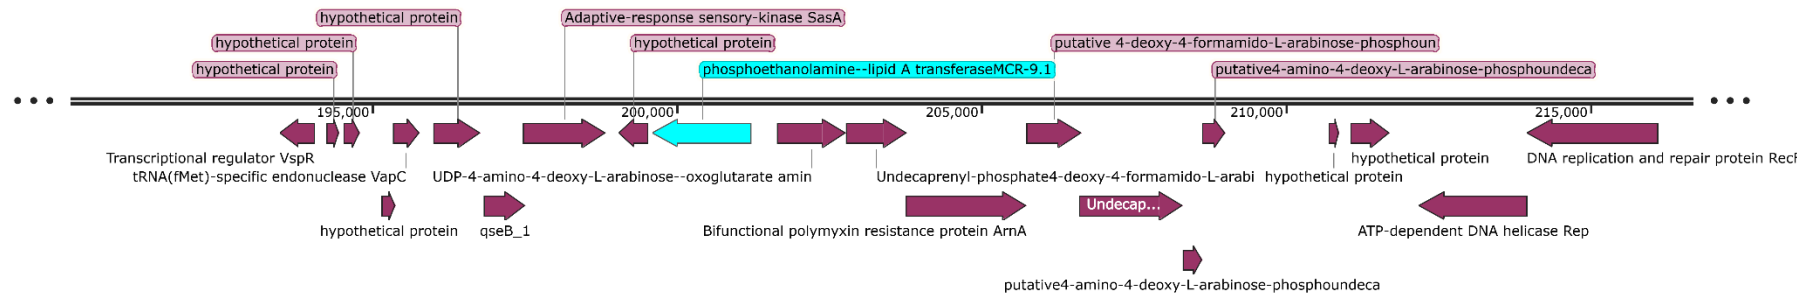 hypothetical protein
Adaptive-response sensory-kinase SasA
hypothetical protein
hypothetical protein
putative 4-deoxy-4-formamido-L-arabinose-phosphoun
hypothetical protein
phosphoethanolamine--lipid A transferaseMCR-9.1
putative4-amino-4-deoxy-L-arabinose-phosphoundeca
195,000
200,000
205,000
210,000
215,000
Transcriptional regulator VspR
hypothetical protein
DNA replication and repair protein RecF
tRNA(fMet)-specific endonuclease VapC
UDP-4-amino-4-deoxy-L-arabinose--oxoglutarate amin
Undecaprenyl-phosphate4-deoxy-4-formamido-L-arabi
hypothetical protein
Undecap...
hypothetical protein
qseB_1
Bifunctional polymyxin resistance protein ArnA
ATP-dependent DNA helicase Rep
putative4-amino-4-deoxy-L-arabinose-phosphoundeca